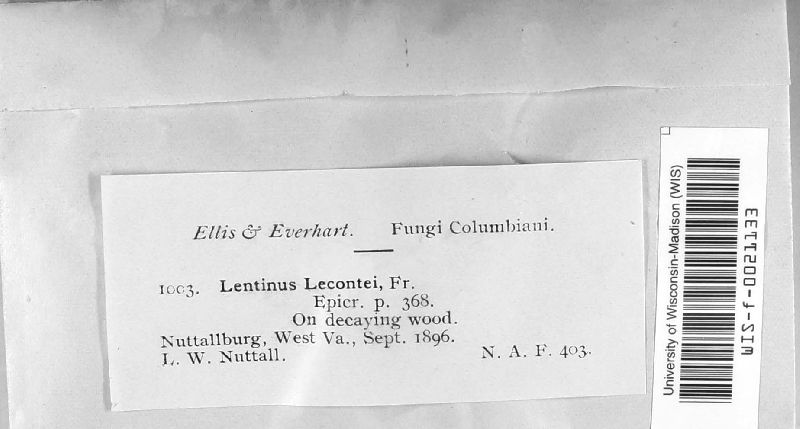 Ellis & Everhart. Fungi Columbiani.
1003. Lentinus Lecontei, Fr.
Epicr. p. 368.
On decaying wood.
Nuttallburg, West Va., Sept. 1896.
L. W. Nuttall. N. A. F. 403.
University of Wisconsin-Madison (WIS)
WIS-f-0021133